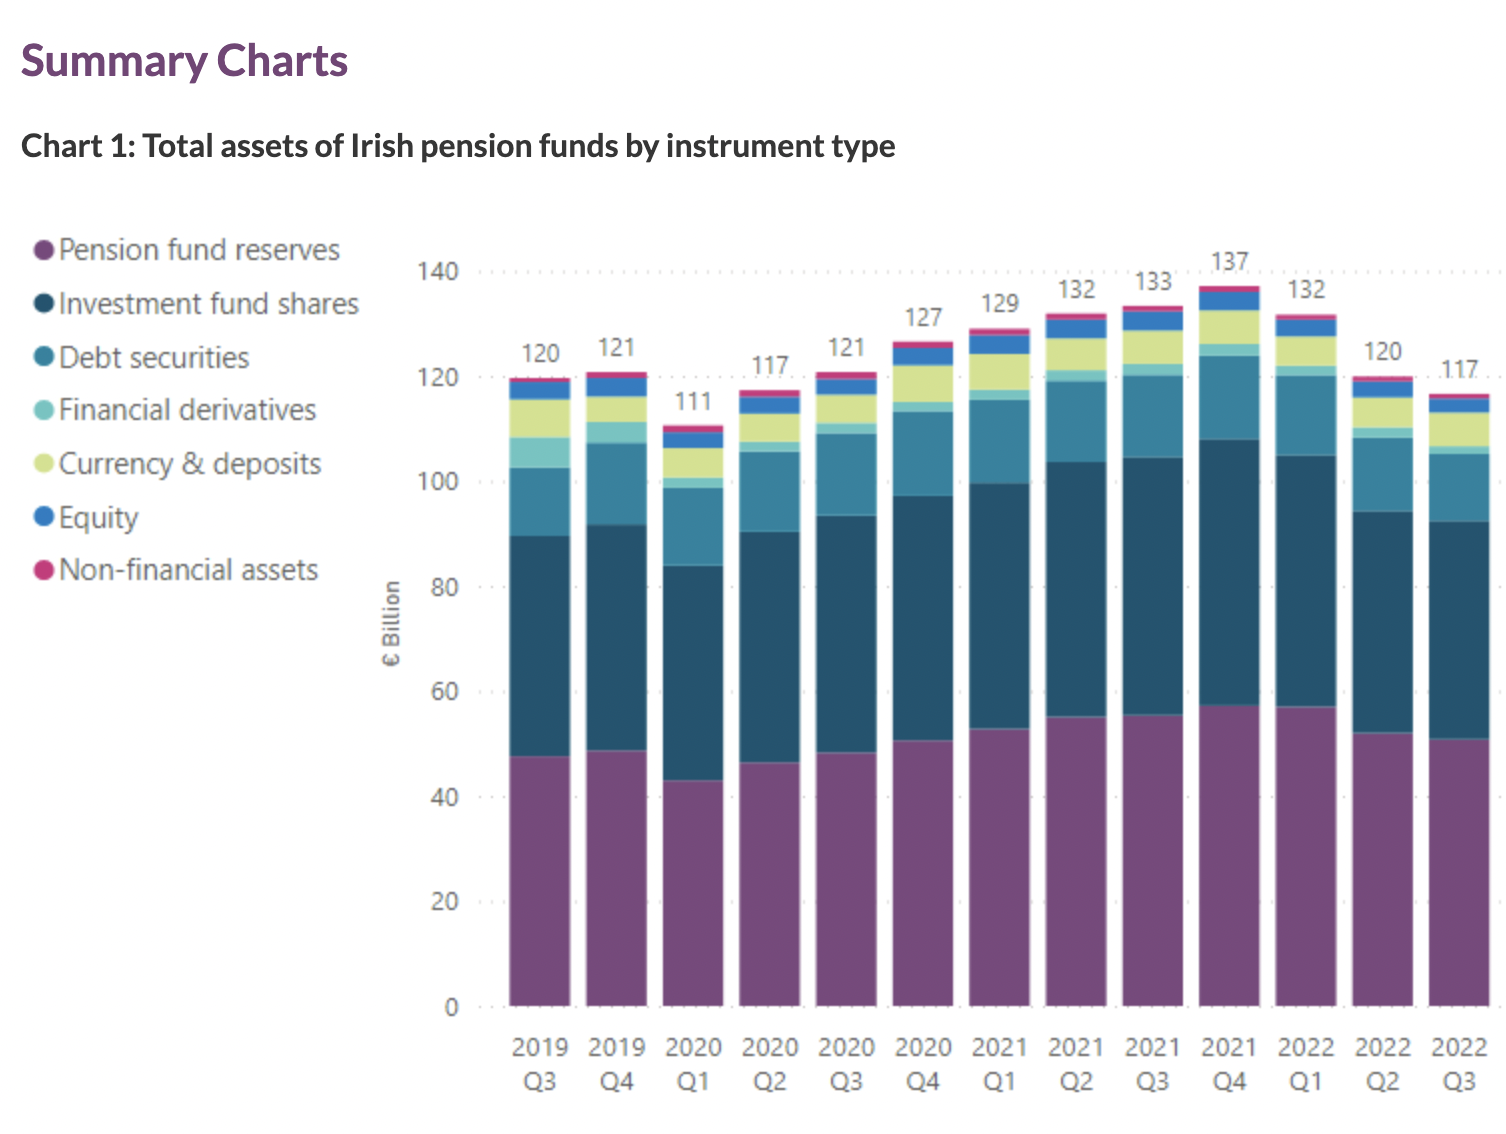 Summary Charts
Chart 1: Total assets of Irish pension funds by instrument type
Pension fund reserves
Investment fund shares
Debt securities
Financial derivatives
Currency & deposits
Equity
Non-financial assets
€ Billion
140
120
100
80
60
40
20
0
120
121
111
117
121
127
129
132
133
137
132
120
117
2019 2019 2020 2020 2020 2020 2021 2021 2021 2021 2022 2022 2022
Q3 Q4 Q1 Q2 Q3 Q4 Q1 Q2 Q3 Q4 Q1 Q2 Q3